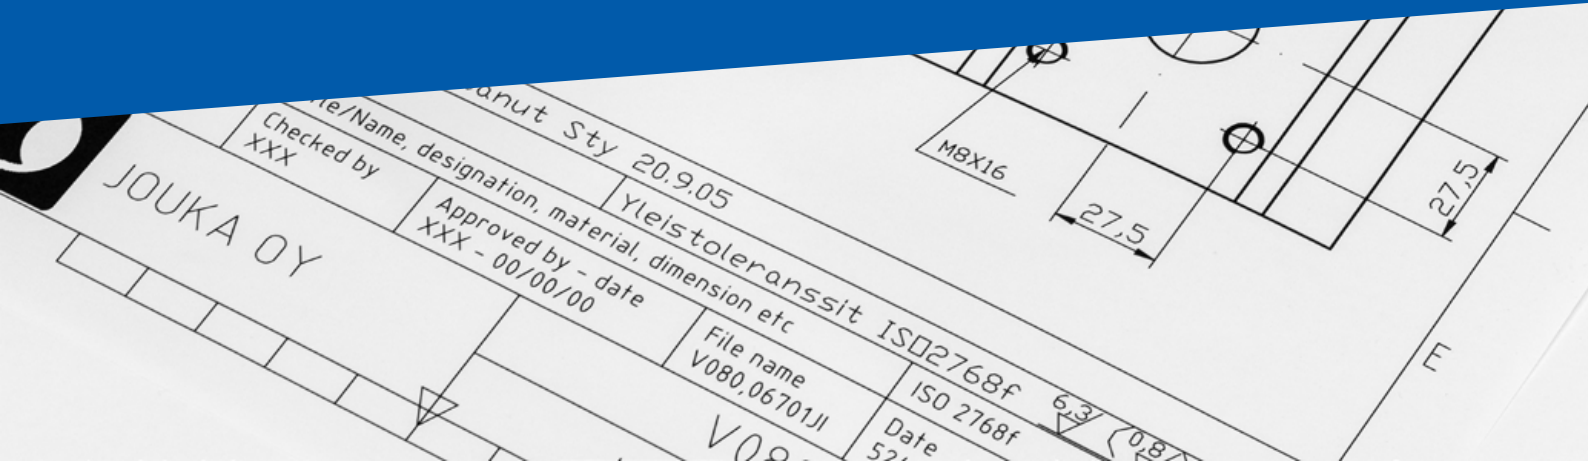 Sty 20.9.05
Yleistoleranssit ISO2768f
6,3/
(0,8/
/Name, designation, material, dimension etc
Checked by
XXX
Approved by - date
XXX - 00/00/00
File name
V080,06701JI
ISO 2768f
Date
JOUKA OY
M8X16
27,5
27,5
E